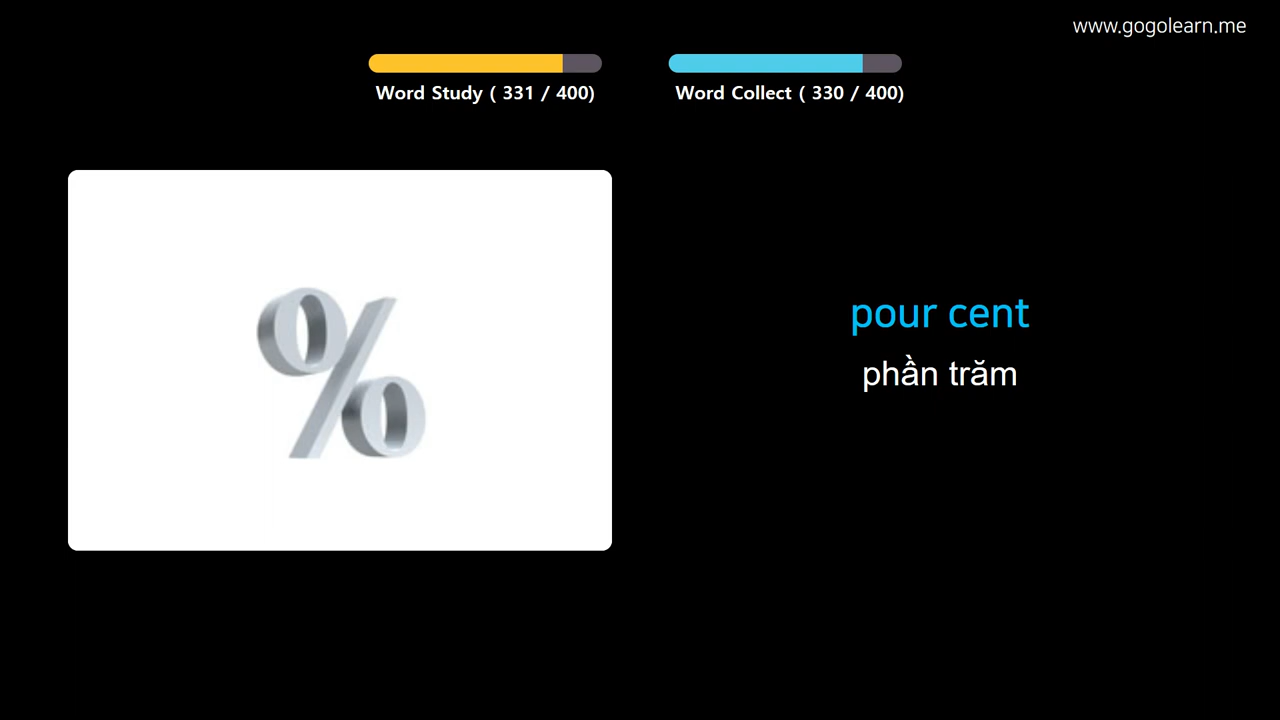 www.gogolearn.me
Word Study ( 331 / 400)
Word Collect ( 330 / 400)
%
pour cent
phần trăm